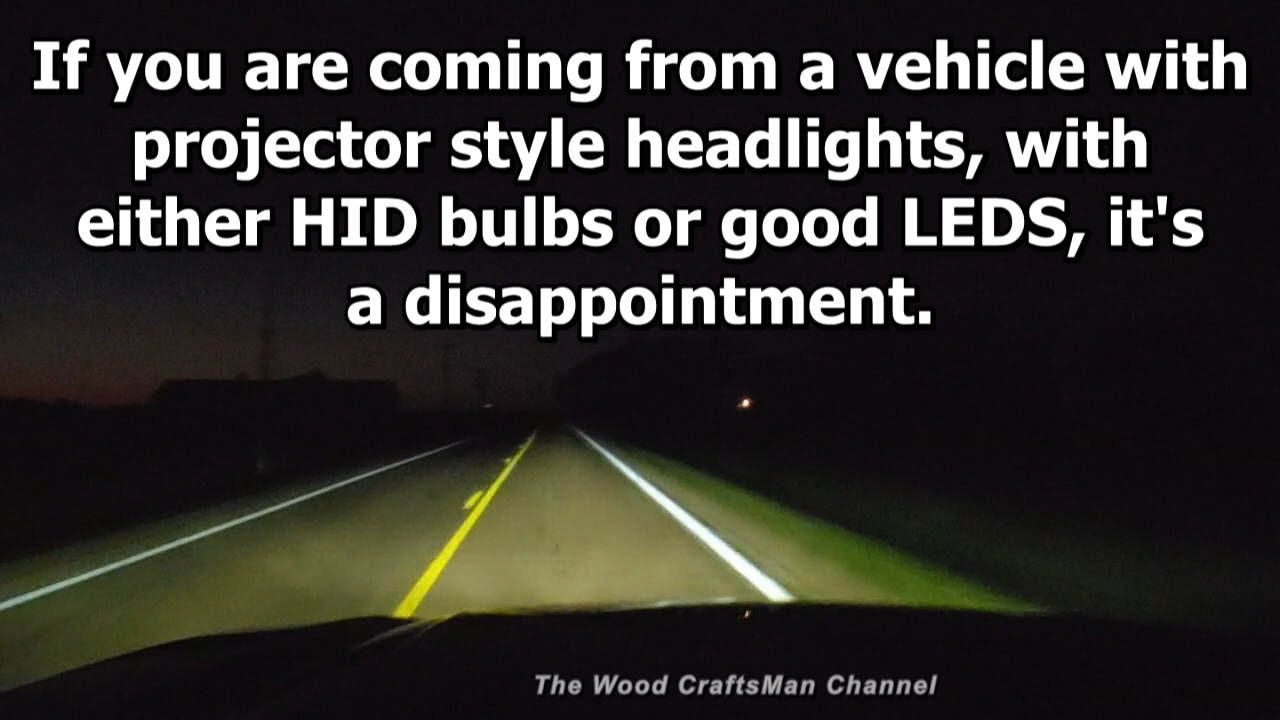 If you are coming from a vehicle with
projector style headlights, with
either HID bulbs or good LEDS, it's
a disappointment.
The Wood CraftsMan Channel